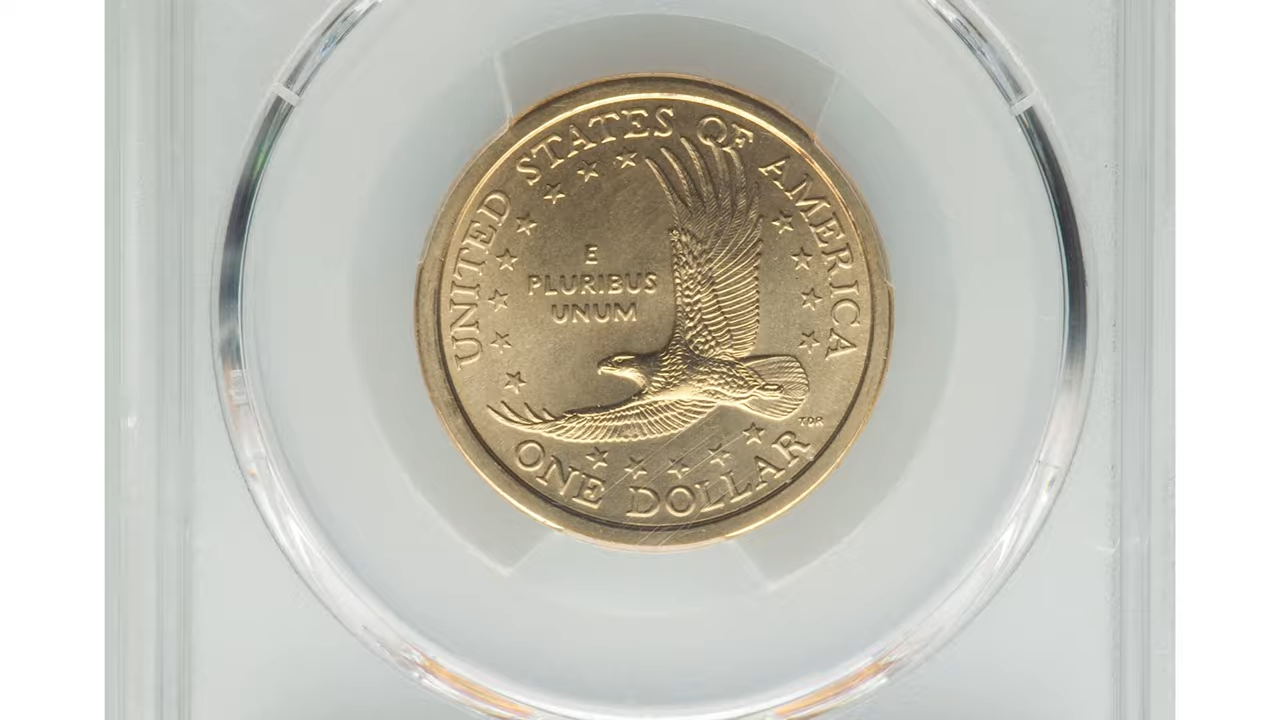 UNITED STATES OF AMERICA
E
PLURIBUS
UNUM
TDR
ONE DOLLAR